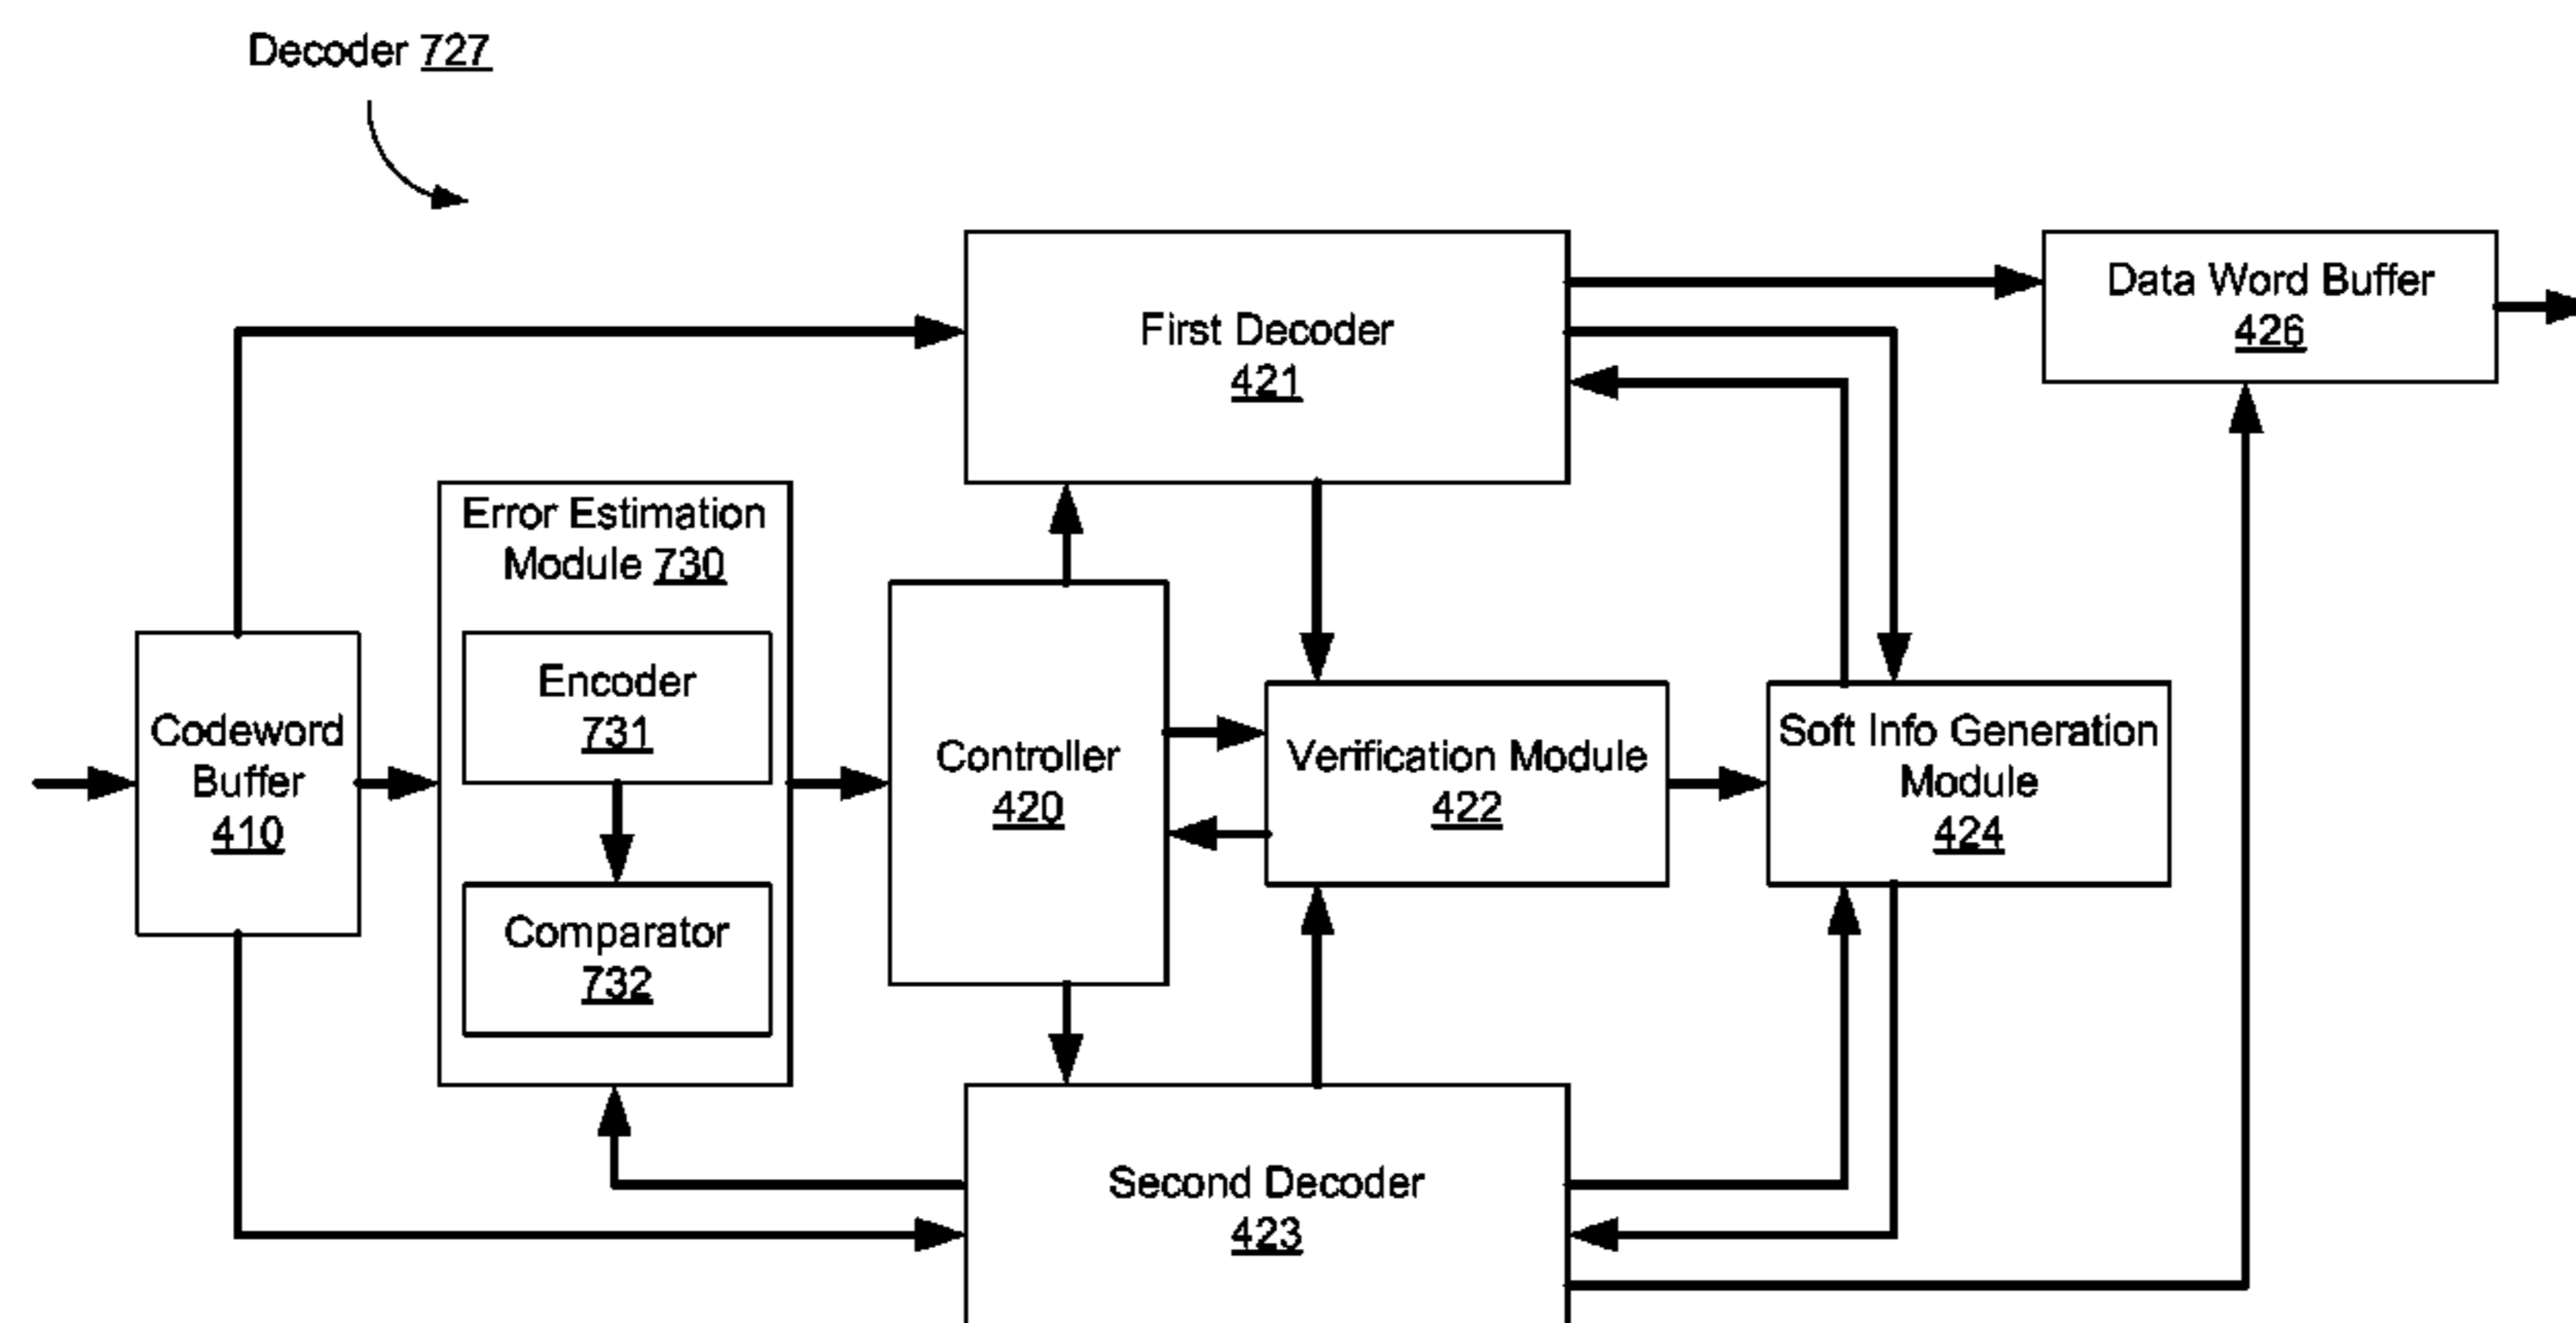 Decoder 727
First Decoder
421
Data Word Buffer
426
Error Estimation
Module 730
Encoder
731
Comparator
732
Codeword
Buffer
410
Controller
420
Verification Module
422
Soft Info Generation
Module
424
Second Decoder
423